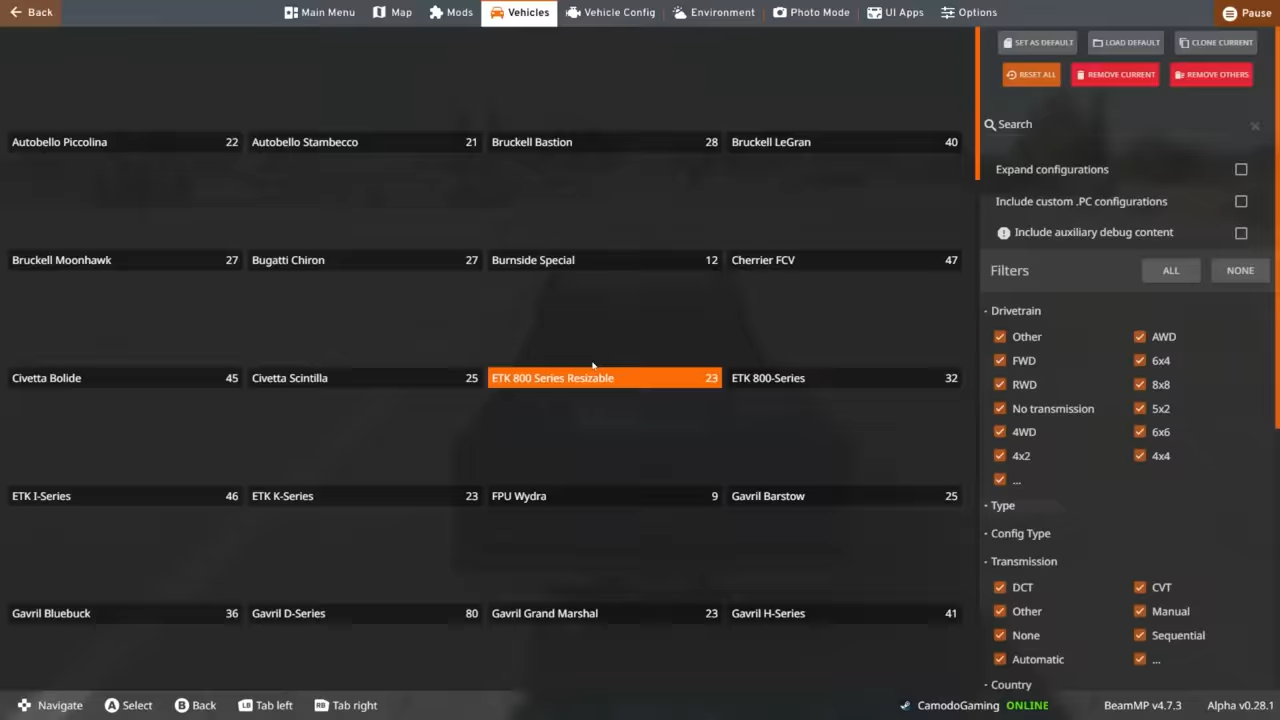 Back Main Menu Map Mods Vehicles Vehicle Config Environment Photo Mode UI Apps Options Pause
SET AS DEFAULT LOAD DEFAULT CLONE CURRENT
RESET ALL REMOVE CURRENT REMOVE OTHERS
Search
Autobello Piccolina 22 Autobello Stambecco 21 Bruckell Bastion 28 Bruckell LeGran 40
Expand configurations
Include custom .PC configurations
Include auxiliary debug content
Bruckell Moonhawk 27 Bugatti Chiron 27 Burnside Special 12 Cherrier FCV 47
Filters ALL NONE
- Drivetrain
Other AWD
FWD 6x4
Civetta Bolide 45 Civetta Scintilla 25 ETK 800 Series Resizable 23 ETK 800-Series 32
RWD 8x8
No transmission 5x2
4WD 6x6
4x2 4x4
...
ETK I-Series 46 ETK K-Series 23 FPU Wydra 9 Gavril Barstow 25
- Type
- Config Type
- Transmission
DCT CVT
Other Manual
Gavril Bluebuck 36 Gavril D-Series 80 Gavril Grand Marshal 23 Gavril H-Series 41
None Sequential
Automatic ...
- Country
Navigate A Select B Back LB Tab left RB Tab right CamodoGaming ONLINE BeamMP v4.7.3 Alpha v0.28.1